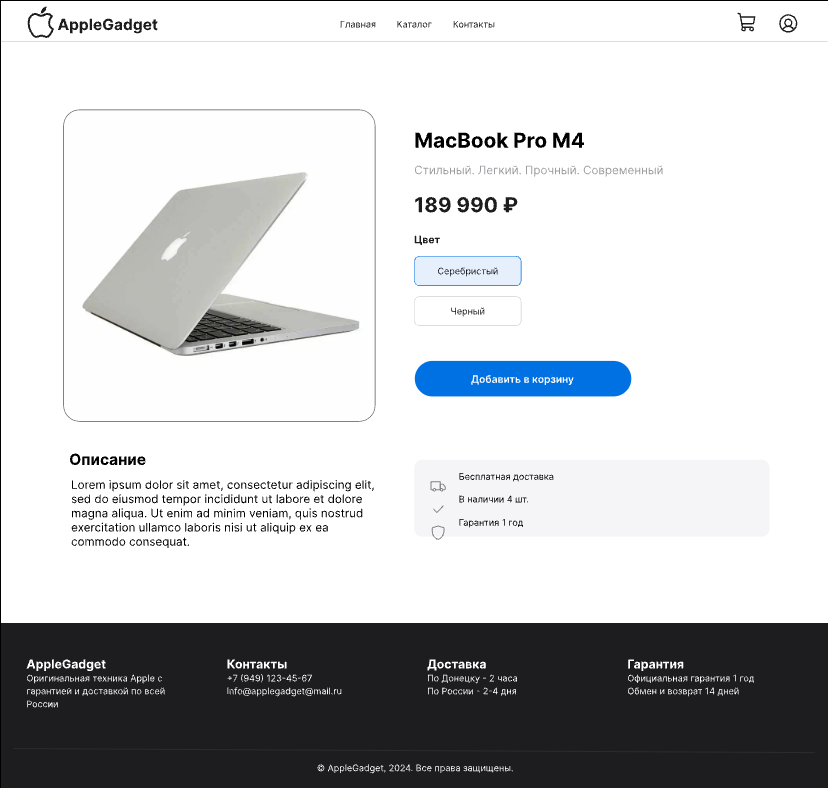 AppleGadget
Главная Каталог Контакты
MacBook Pro M4
Стильный. Легкий. Прочный. Современный
189 990 ₽
Цвет
Серебристый
Черный
Добавить в корзину
Описание
Lorem ipsum dolor sit amet, consectetur adipiscing elit,
sed do eiusmod tempor incididunt ut labore et dolore
magna aliqua. Ut enim ad minim veniam, quis nostrud
exercitation ullamco laboris nisi ut aliquip ex ea
commodo consequat.
Бесплатная доставка
В наличии 4 шт.
Гарантия 1 год
AppleGadget
Оригинальная техника Apple с
гарантией и доставкой по всей
России
Контакты
+7 (949) 123-45-67
Info@applegadget@mail.ru
Доставка
По Донецку - 2 часа
По России - 2-4 дня
Гарантия
Официальная гарантия 1 год
Обмен и возврат 14 дней
© AppleGadget, 2024. Все права защищены.